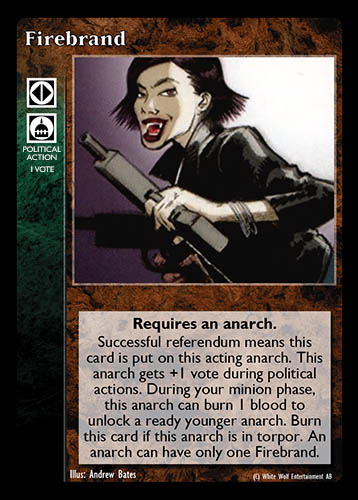 Firebrand
POLITICAL
ACTION
1 VOTE
Requires an anarch.
Successful referendum means this
card is put on this acting anarch. This
anarch gets +1 vote during political
actions. During your minion phase,
this anarch can burn 1 blood to
unlock a ready younger anarch. Burn
this card if this anarch is in torpor. An
anarch can have only one Firebrand.
Illus: Andrew Bates
(C) White Wolf Entertainment AB